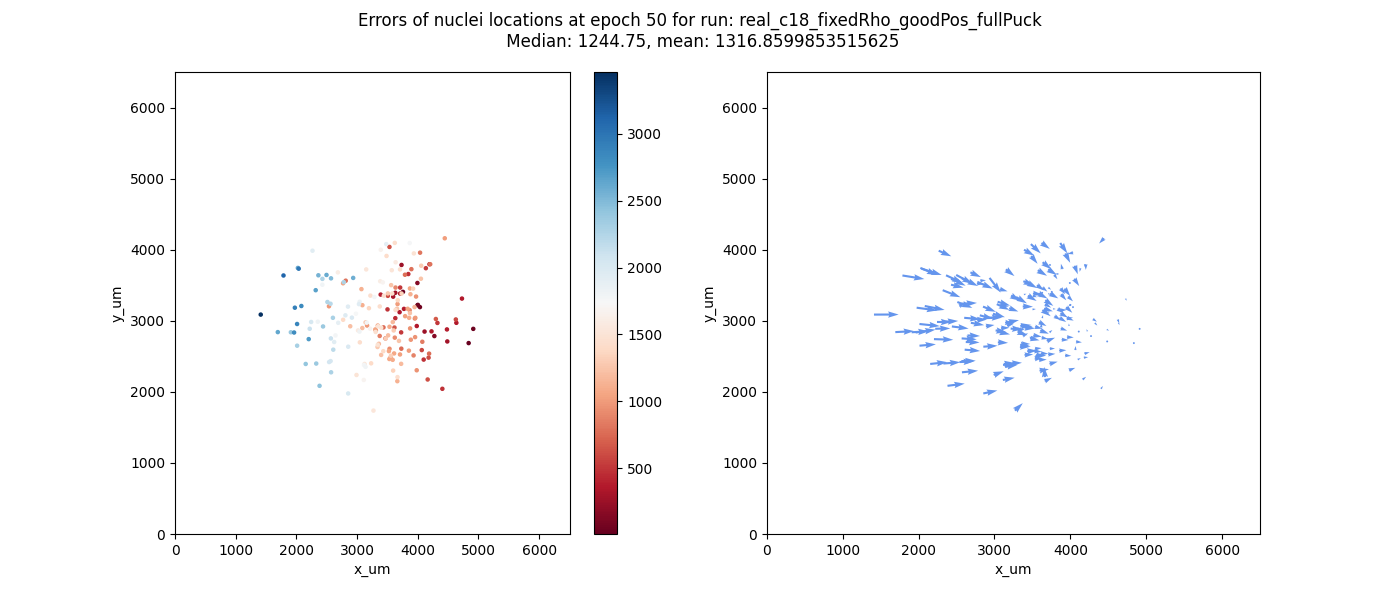 Errors of nuclei locations at epoch 50 for run: real_c18_fixedRho_goodPos_fullPuck
Median: 1244.75, mean: 1316.8599853515625
6000
5000
4000
3000
2000
1000
0
y_um
0 1000 2000 3000 4000 5000 6000
x_um
3000
2500
2000
1500
1000
500
6000
5000
4000
3000
2000
1000
0
y_um
0 1000 2000 3000 4000 5000 6000
x_um